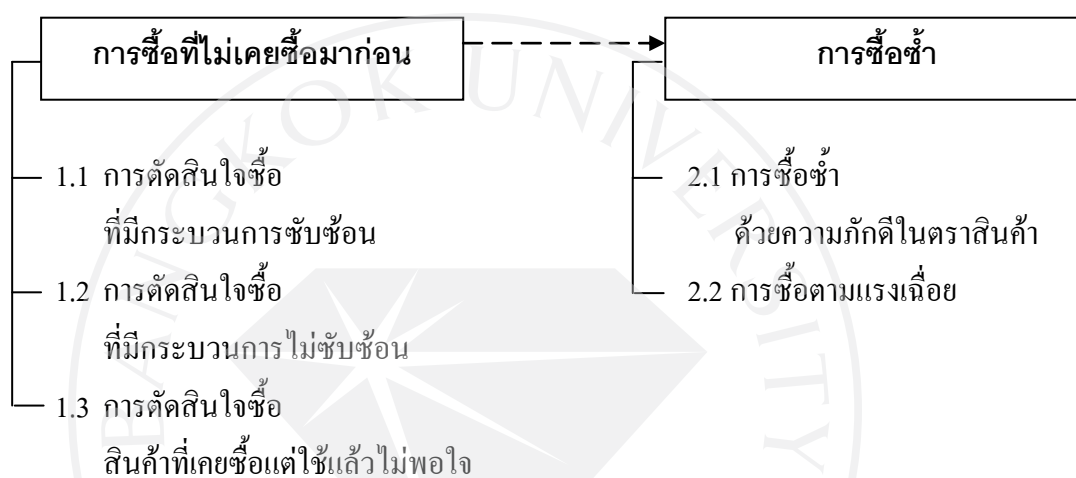 การซื้อที่ไม่เคยซื้อมาก่อน
1.1 การตัดสินใจซื้อ
ที่มีกระบวนการซับซ้อน
1.2 การตัดสินใจซื้อ
ที่มีกระบวนการไม่ซับซ้อน
1.3 การตัดสินใจซื้อ
สินค้าที่เคยซื้อแต่ใช้แล้วไม่พอใจ
การซื้อซ้ำ
2.1 การซื้อซ้ำ
ด้วยความภักดีในตราสินค้า
2.2 การซื้อตามแรงเฉื่อย
BANGKOK UNIVERSITY